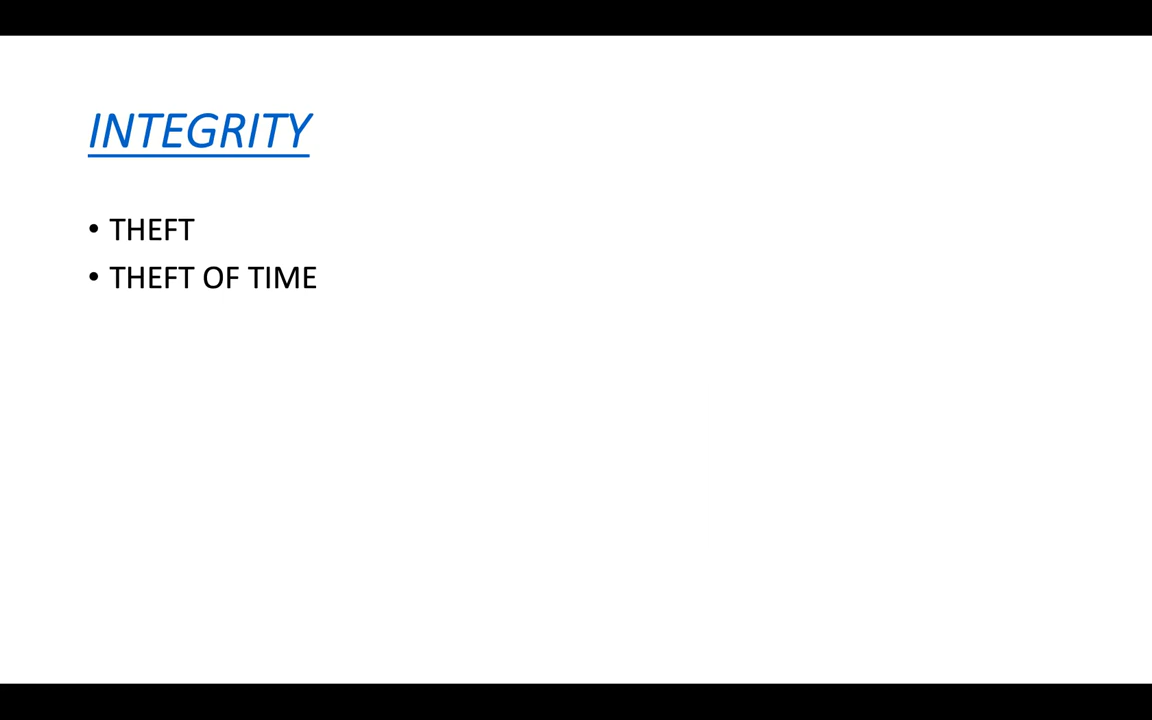 INTEGRITY
• THEFT
• THEFT OF TIME